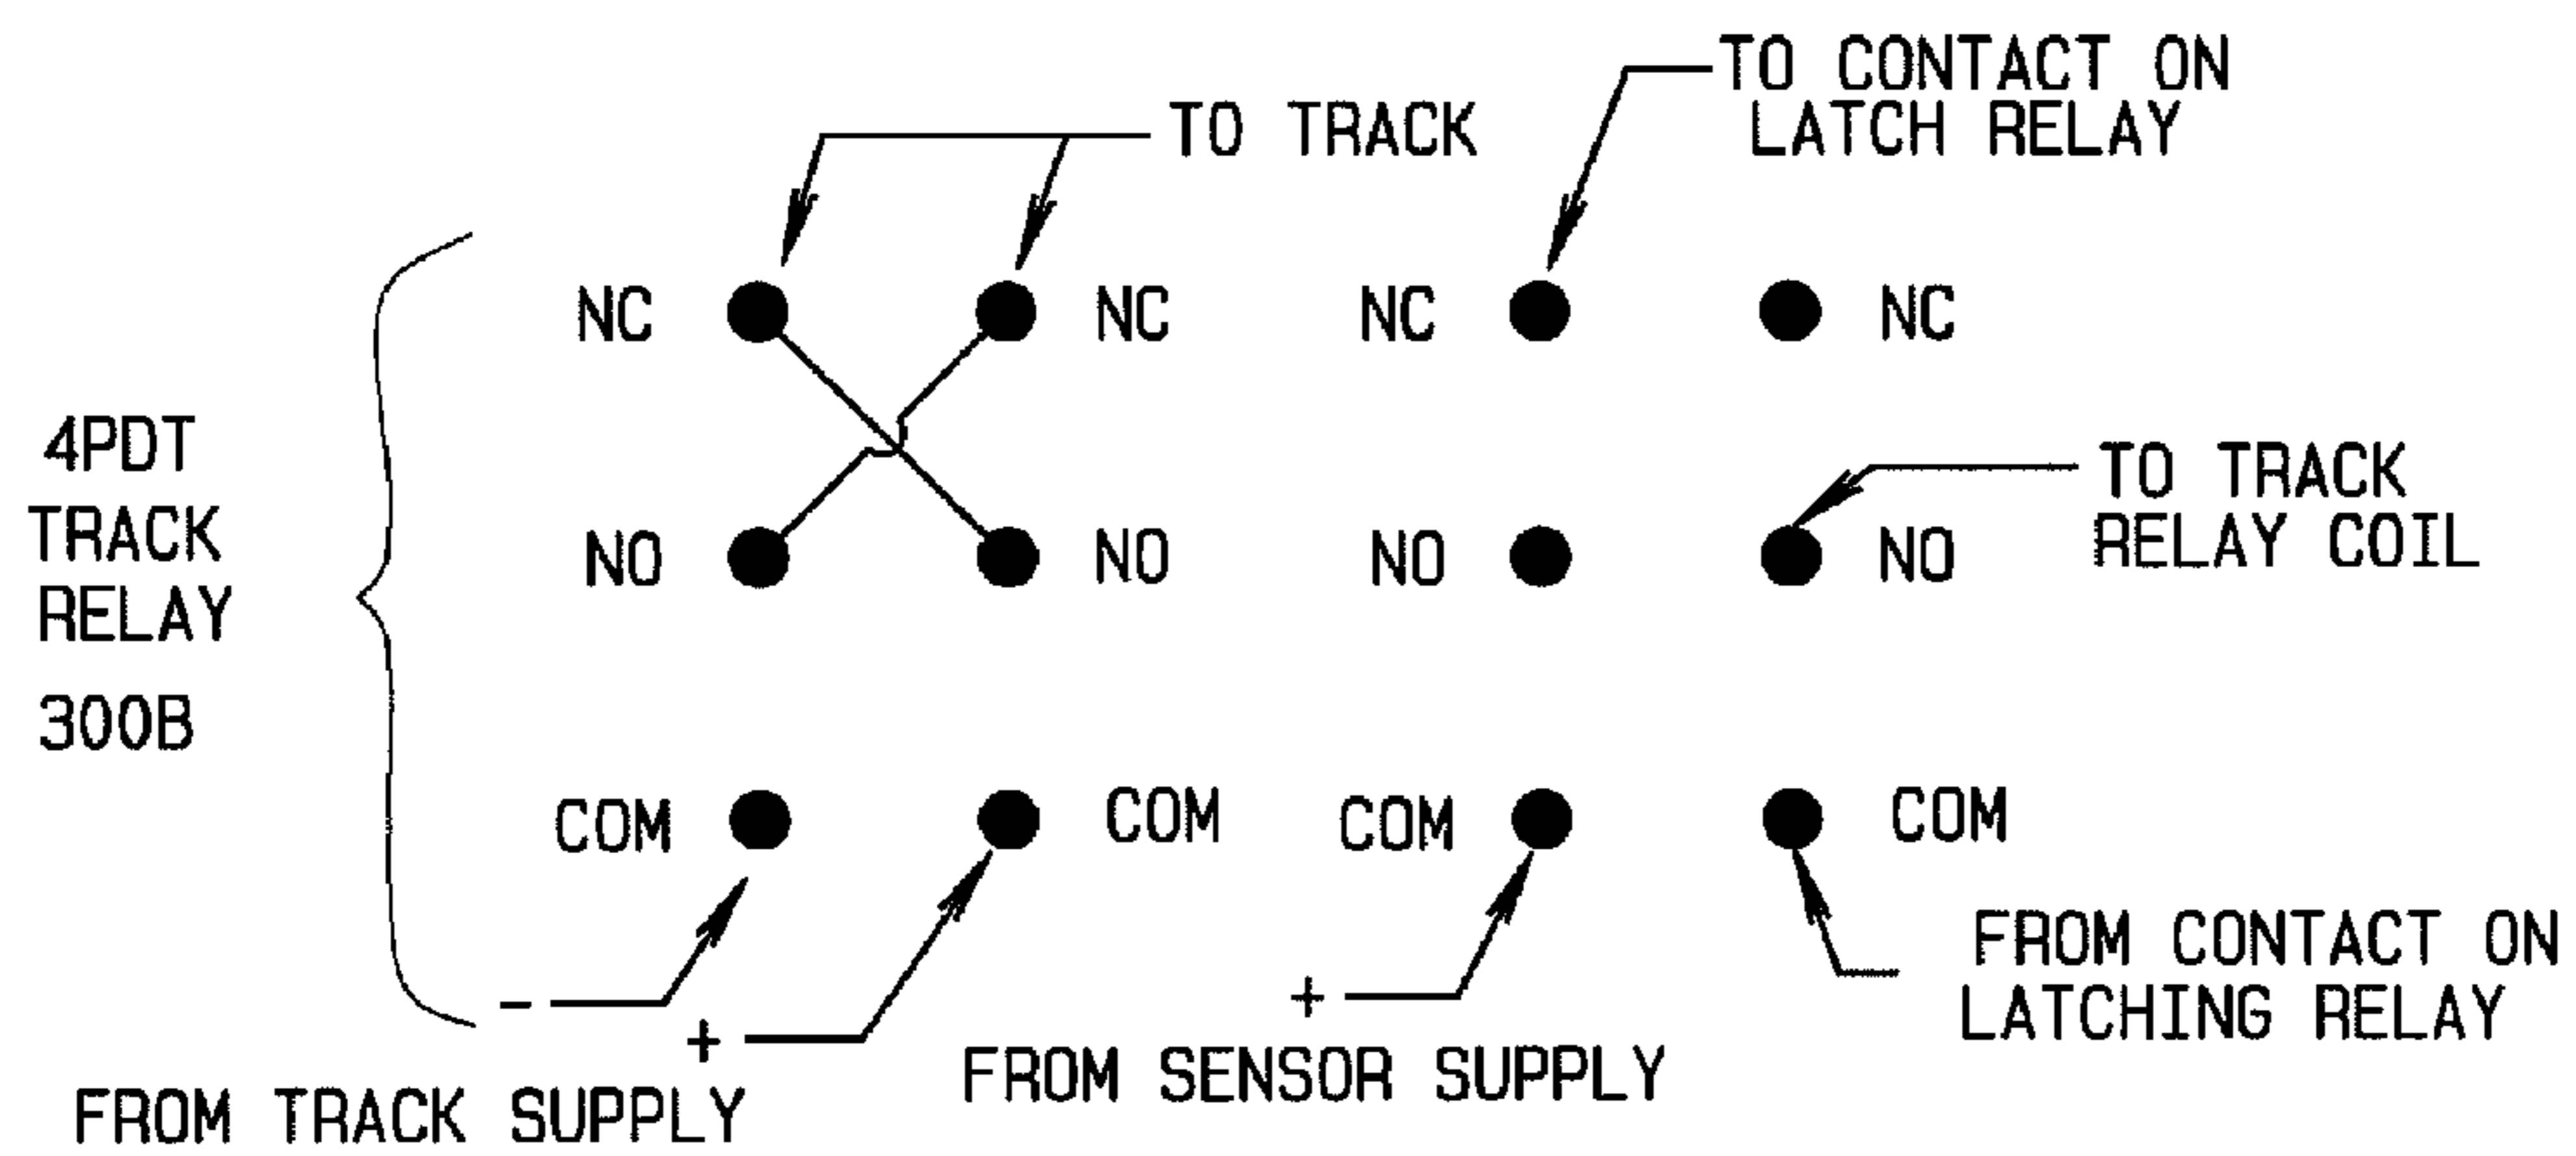 TO CONTACT ON
LATCH RELAY
TO TRACK
NC NC NC NC
4PDT
TRACK
RELAY
300B
TO TRACK
RELAY COIL
NO NO NO NO
COM COM COM COM
-
+
FROM TRACK SUPPLY
+
FROM SENSOR SUPPLY
FROM CONTACT ON
LATCHING RELAY